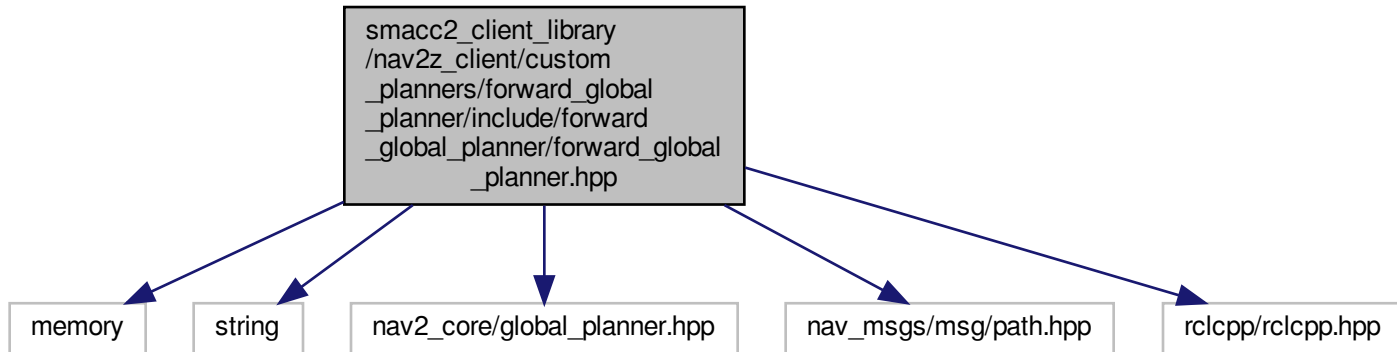 smacc2_client_library
/nav2z_client/custom
_planners/forward_global
_planner/include/forward
_global_planner/forward_global
_planner.hpp
memory
string
nav2_core/global_planner.hpp
nav_msgs/msg/path.hpp
rclcpp/rclcpp.hpp